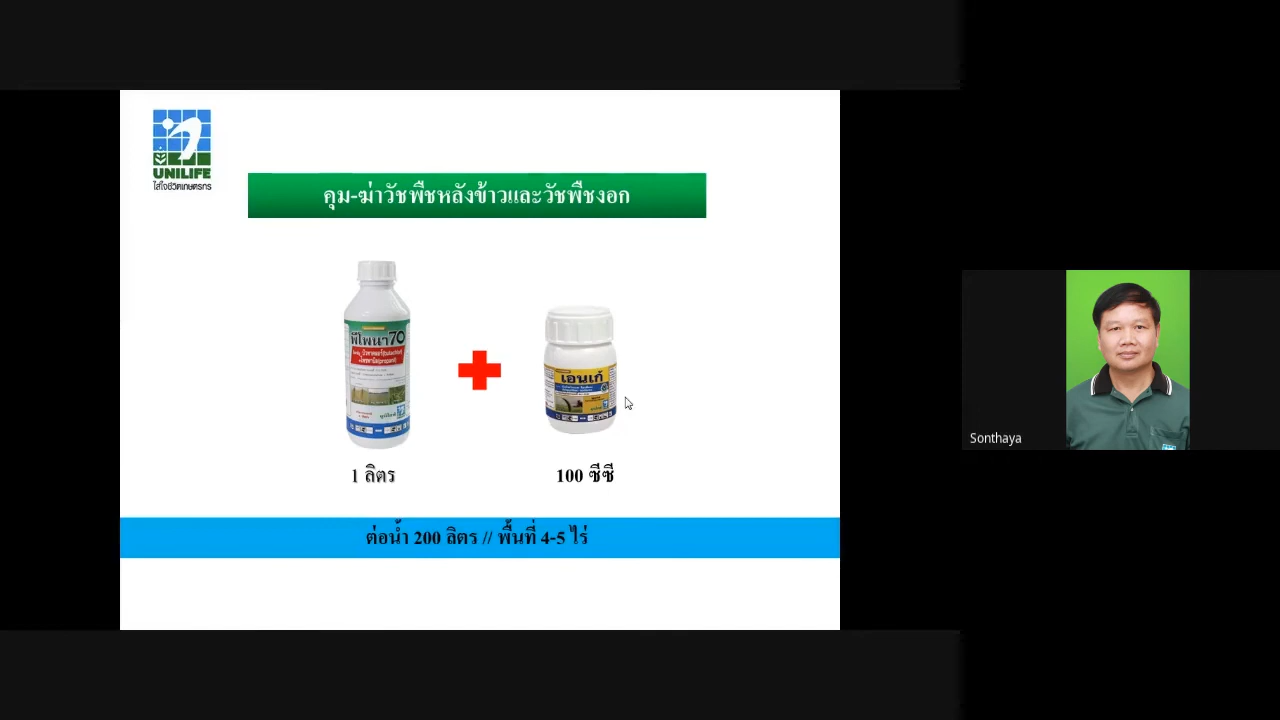 UNILIFE
ใส่ใจชีวิตเกษตรกร
คุม-ฆ่าวัชพืชหลังข้าวและวัชพืชงอก
พีโพนา70
เอนเก้
1 ลิตร
100 ซีซี
ต่อน้ำ 200 ลิตร // พื้นที่ 4-5 ไร่
Sonthaya